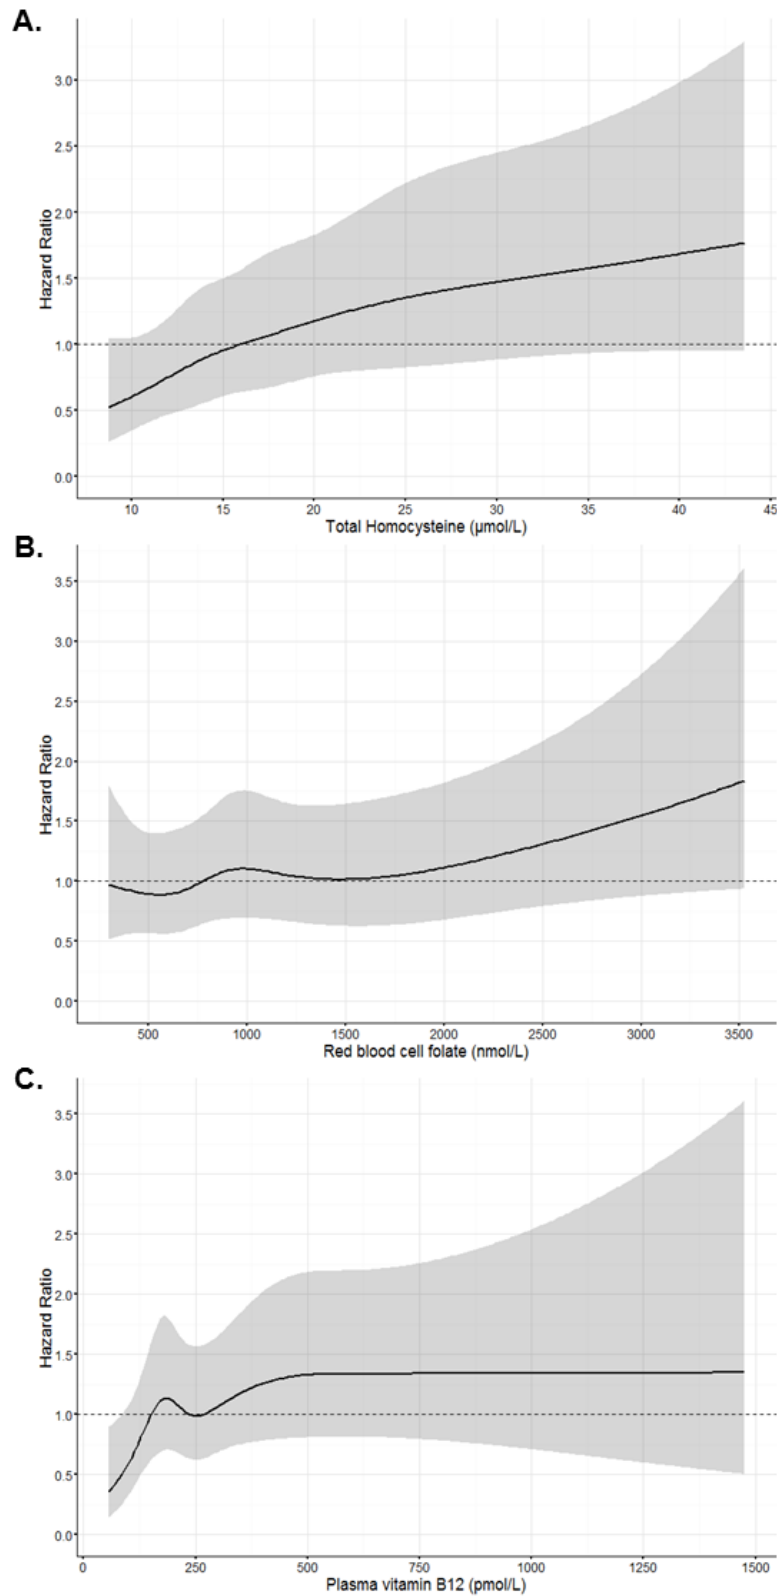 A.
Hazard Ratio
3.0
2.5
2.0
1.5
1.0
0.5
0.0
10 15 20 25 30 35 40 45
Total Homocysteine (µmol/L)
B.
Hazard Ratio
3.5
3.0
2.5
2.0
1.5
1.0
0.5
0.0
500 1000 1500 2000 2500 3000 3500
Red blood cell folate (nmol/L)
C.
Hazard Ratio
3.5
3.0
2.5
2.0
1.5
1.0
0.5
0.0
0 250 500 750 1000 1250 1500
Plasma vitamin B12 (pmol/L)